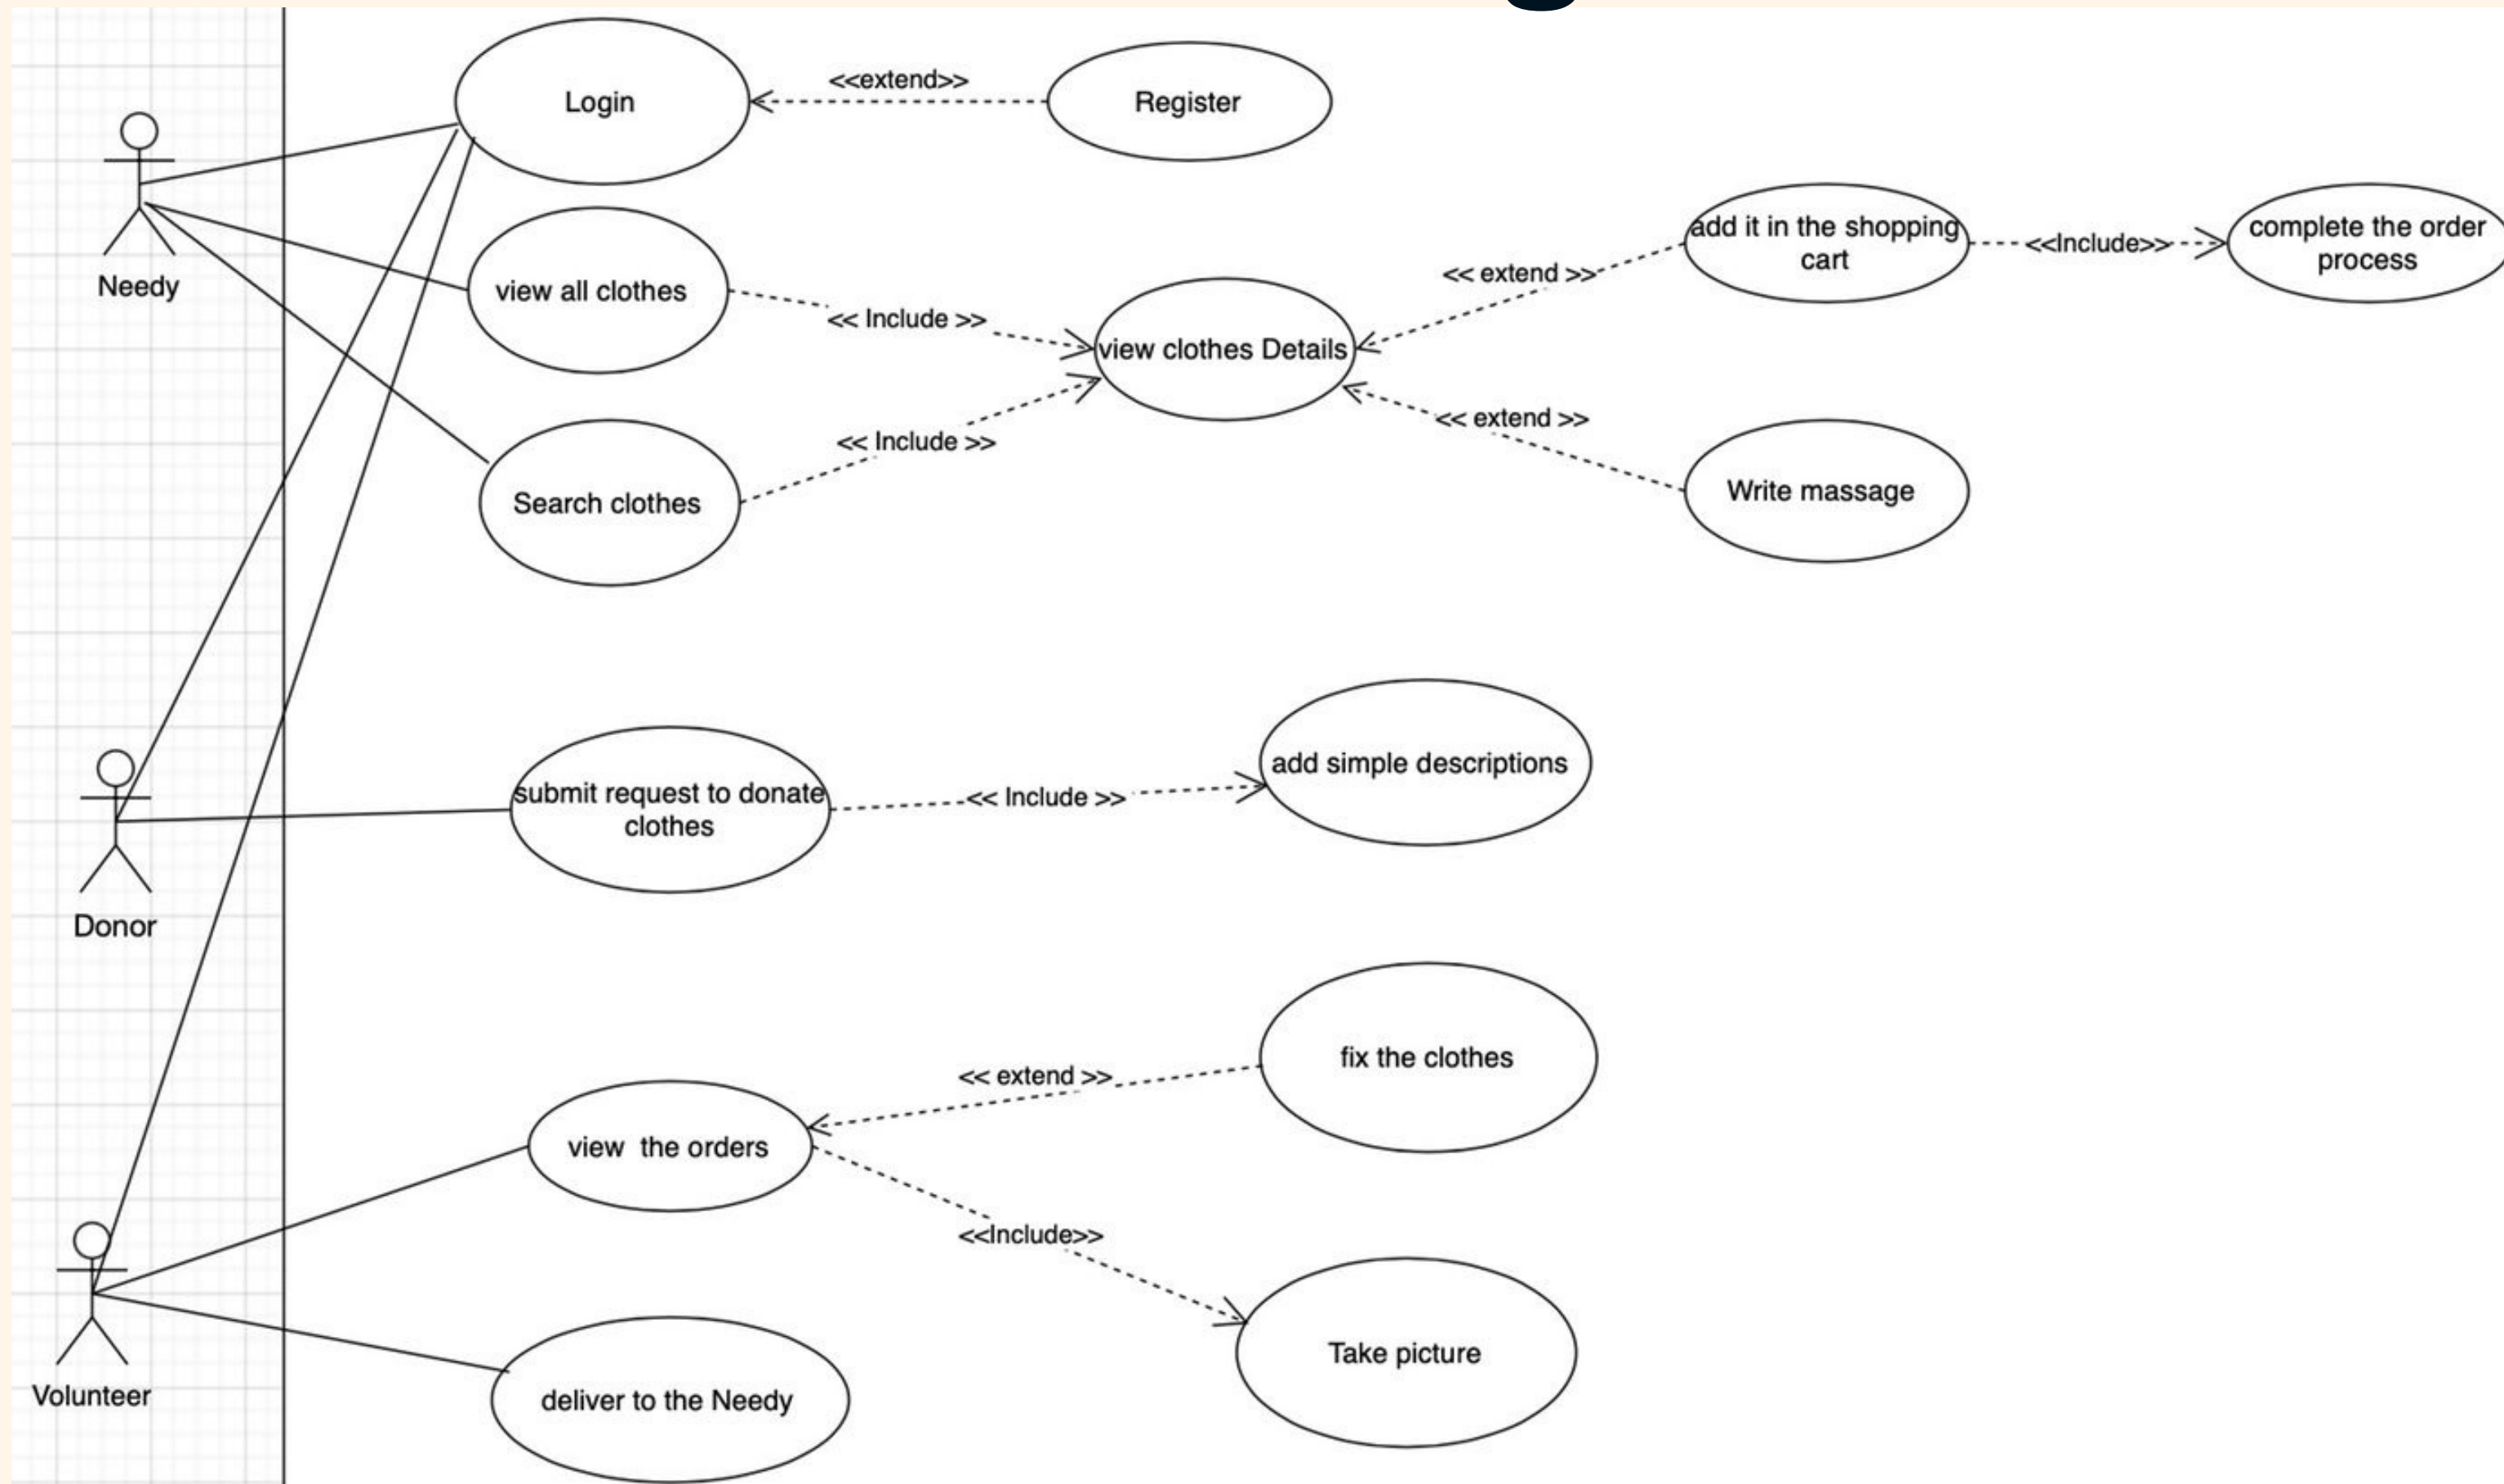 Login
<<extend>>
Register
Needy
view all clothes
<< Include >>
view clothes Details
<< extend >>
add it in the shopping
cart
<<Include>>
complete the order
process
Search clothes
<< Include >>
<< extend >>
Write massage
Donor
submit request to donate
clothes
<< Include >>
add simple descriptions
Volunteer
view  the orders
<< extend >>
fix the clothes
<<Include>>
Take picture
deliver to the Needy